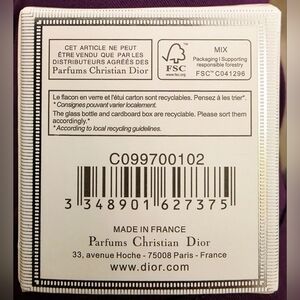 CET ARTICLE NE PEUT
ÊTRE VENDU QUE PAR LES
DISTRIBUTEURS AGRÉÉS DES
Parfums Christian Dior
FSC
www.fsc.org
MIX
Packaging | Supporting
responsible forestry
FSC™ C041296
Le flacon en verre et l'étui carton sont recyclables. Pensez à les trier*.
* Consignes pouvant varier localement.
The glass bottle and cardboard box are recyclable. Please sort them
accordingly.*
* According to local recycling guidelines.
C099700102
3 348901 627375
MADE IN FRANCE
Parfums Christian Dior
33, avenue Hoche - 75008 Paris - France
www.dior.com